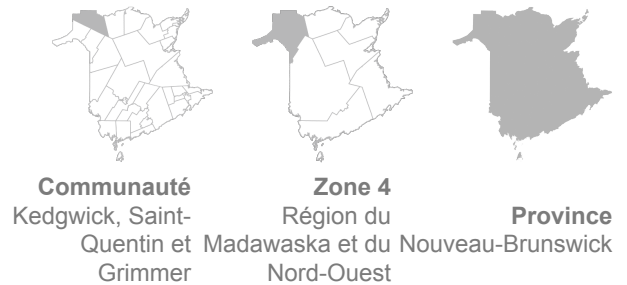 Communauté
Kedgwick, Saint-
Quentin et
Grimmer
Zone 4
Région du
Madawaska et du
Nord-Ouest
Province
Nouveau-Brunswick